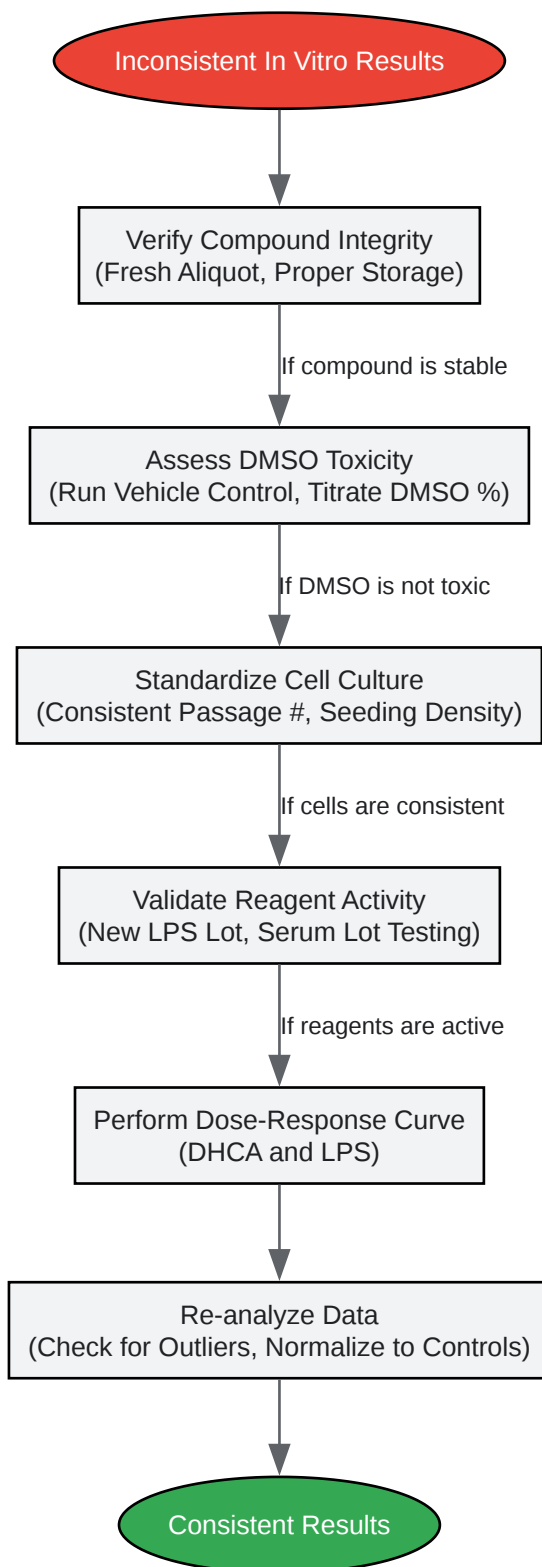 Inconsistent In Vitro Results
Verify Compound Integrity
(Fresh Aliquot, Proper Storage)
If compound is stable
Assess DMSO Toxicity
(Run Vehicle Control, Titrate DMSO %)
If DMSO is not toxic
Standardize Cell Culture
(Consistent Passage #, Seeding Density)
If cells are consistent
Validate Reagent Activity
(New LPS Lot, Serum Lot Testing)
If reagents are active
Perform Dose-Response Curve
(DHCA and LPS)
Re-analyze Data
(Check for Outliers, Normalize to Controls)
Consistent Results